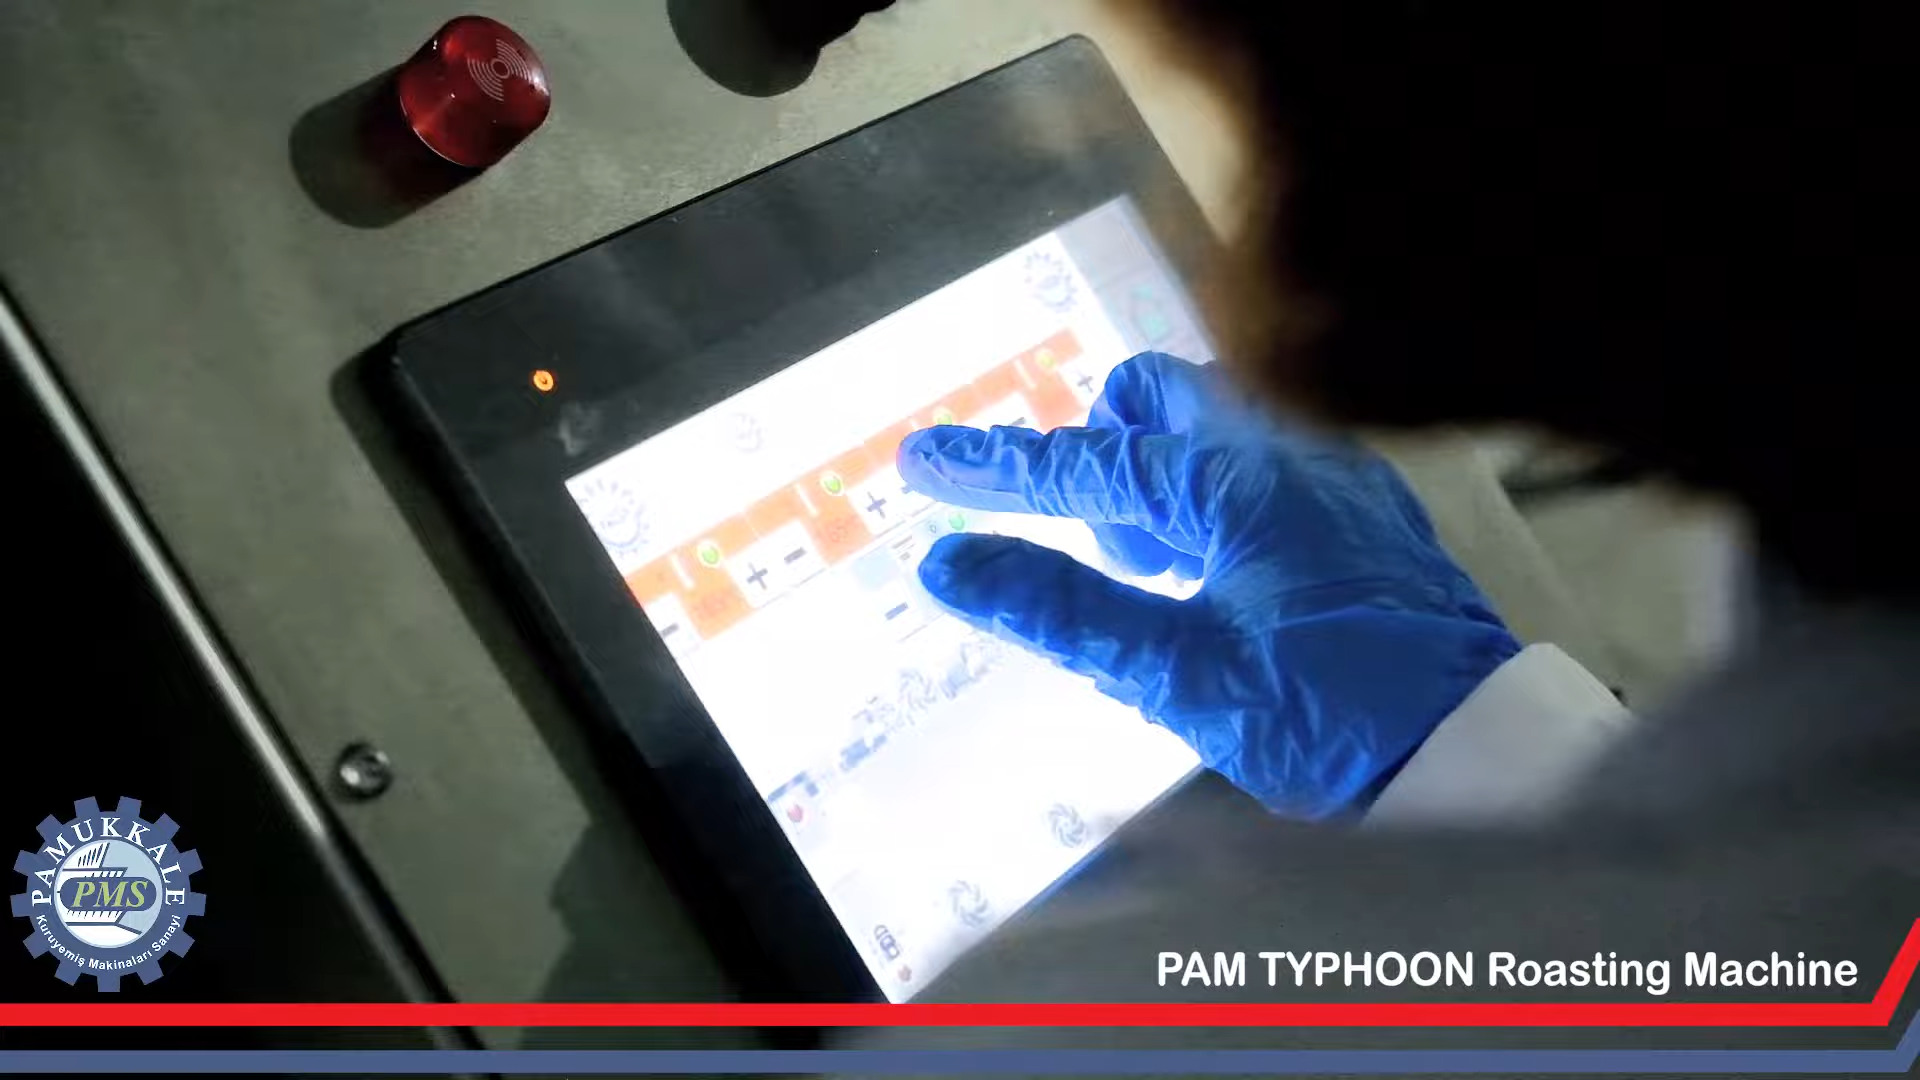 PAMUKKALE
PMS
Kuruyemiş Makinaları Sanayi
PAM TYPHOON Roasting Machine